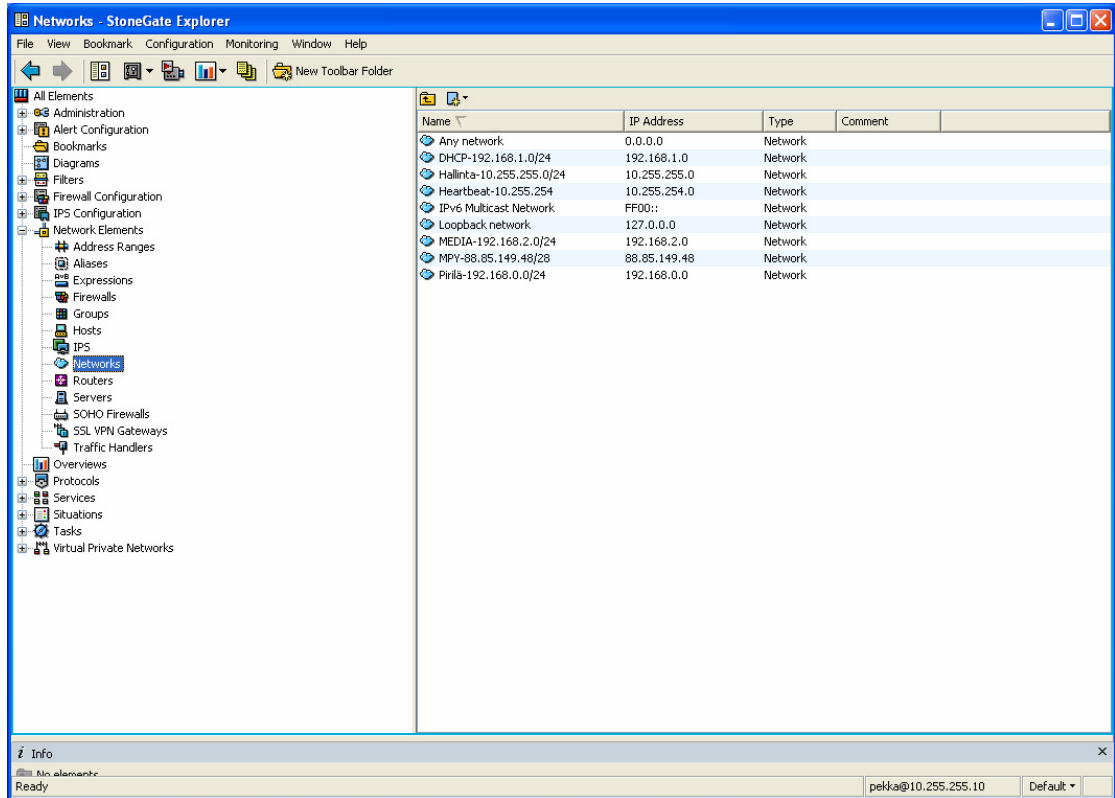 Networks - StoneGate Explorer
File View Bookmark Configuration Monitoring Window Help
New Toolbar Folder
All Elements
Administration
Alert Configuration
Bookmarks
Diagrams
Filters
Firewall Configuration
IPS Configuration
Network Elements
Address Ranges
Aliases
Expressions
Firewalls
Groups
Hosts
IPS
Networks
Routers
Servers
SOHO Firewalls
SSL VPN Gateways
Traffic Handlers
Overviews
Protocols
Services
Situations
Tasks
Virtual Private Networks
Name IP Address Type Comment
Any network 0.0.0.0 Network
DHCP-192.168.1.0/24 192.168.1.0 Network
Hallinta-10.255.255.0/24 10.255.255.0 Network
Heartbeat-10.255.254 10.255.254.0 Network
IPv6 Multicast Network FF00:: Network
Loopback network 127.0.0.0 Network
MEDIA-192.168.2.0/24 192.168.2.0 Network
MPY-88.85.149.48/28 88.85.149.48 Network
Pirilä-192.168.0.0/24 192.168.0.0 Network
i Info
No elements
Ready pekka@10.255.255.10 Default